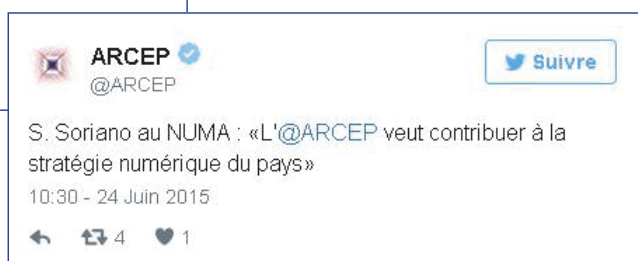 ARCEP
@ARCEP
Suivre
S. Soriano au NUMA : «L'@ARCEP veut contribuer à la
stratégie numérique du pays»
10:30 - 24 Juin 2015
4 1